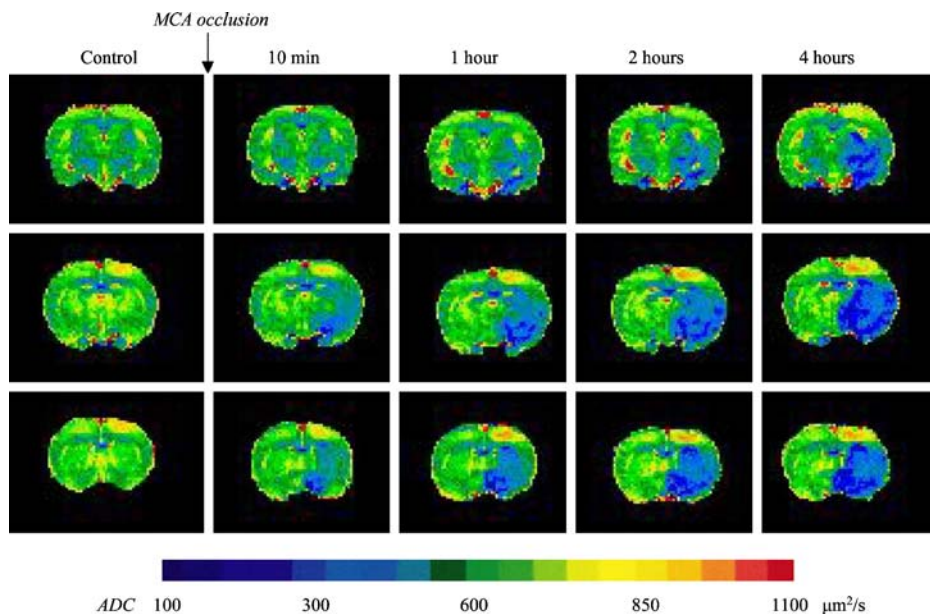 MCA occlusion
Control 10 min 1 hour 2 hours 4 hours
ADC 100 300 600 850 1100 μm²/s